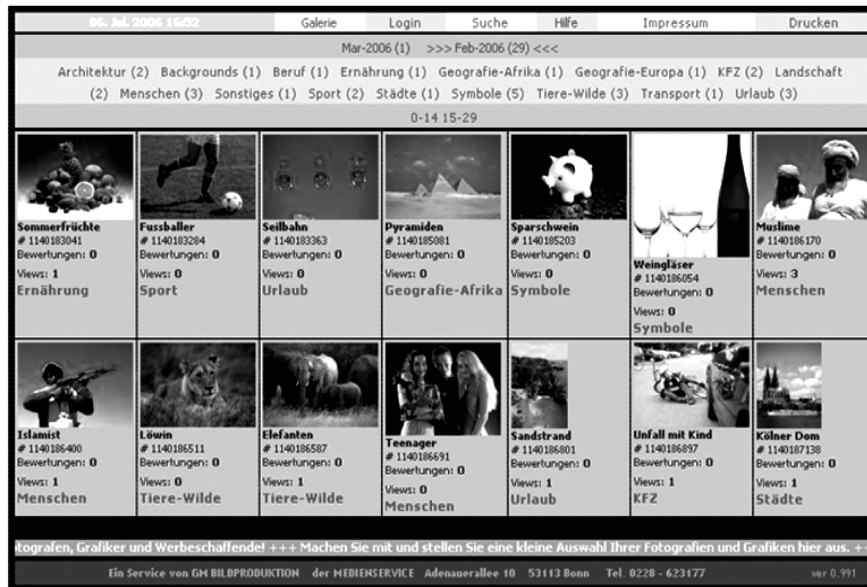 06. Jul. 2006 16:52 Galerie Login Suche Hilfe Impressum Drucken
Mar-2006 (1) >>> Feb-2006 (29) <<<
Architektur (2) Backgrounds (1) Beruf (1) Ernährung (1) Geografie-Afrika (1) Geografie-Europa (1) KFZ (2) Landschaft
(2) Menschen (3) Sonstiges (1) Sport (2) Städte (1) Symbole (5) Tiere-Wilde (3) Transport (1) Urlaub (3)
0-14 15-29
Sommerfrüchte
# 1140183041
Bewertungen: 0
Views: 1
Ernährung
Fussballer
# 1140183284
Bewertungen: 0
Views: 0
Sport
Seilbahn
# 1140183363
Bewertungen: 0
Views: 0
Urlaub
Pyramiden
# 1140185081
Bewertungen: 0
Views: 0
Geografie-Afrika
Sparschwein
# 1140185203
Bewertungen: 0
Views: 0
Symbole
Weingläser
# 1140186054
Bewertungen: 0
Views: 0
Symbole
Muslime
# 1140186170
Bewertungen: 0
Views: 3
Menschen
Islamist
# 1140186400
Bewertungen: 0
Views: 1
Menschen
Löwin
# 1140186511
Bewertungen: 0
Views: 0
Tiere-Wilde
Elefanten
# 1140186587
Bewertungen: 0
Views: 1
Tiere-Wilde
Teenager
# 1140186691
Bewertungen: 0
Views: 0
Menschen
Sandstrand
# 1140186801
Bewertungen: 0
Views: 1
Urlaub
Unfall mit Kind
# 1140186897
Bewertungen: 0
Views: 1
KFZ
Kölner Dom
# 1140187138
Bewertungen: 0
Views: 1
Städte
tografen, Grafiker und Werbeschaffende! +++ Machen Sie mit und stellen Sie eine kleine Auswahl Ihrer Fotografien und Grafiken hier aus. +
Ein Service von GM BILDPRODUKTION der MEDIENSERVICE Adenauerallee 10 53113 Bonn Tel. 0228 - 623177 ver 0.991